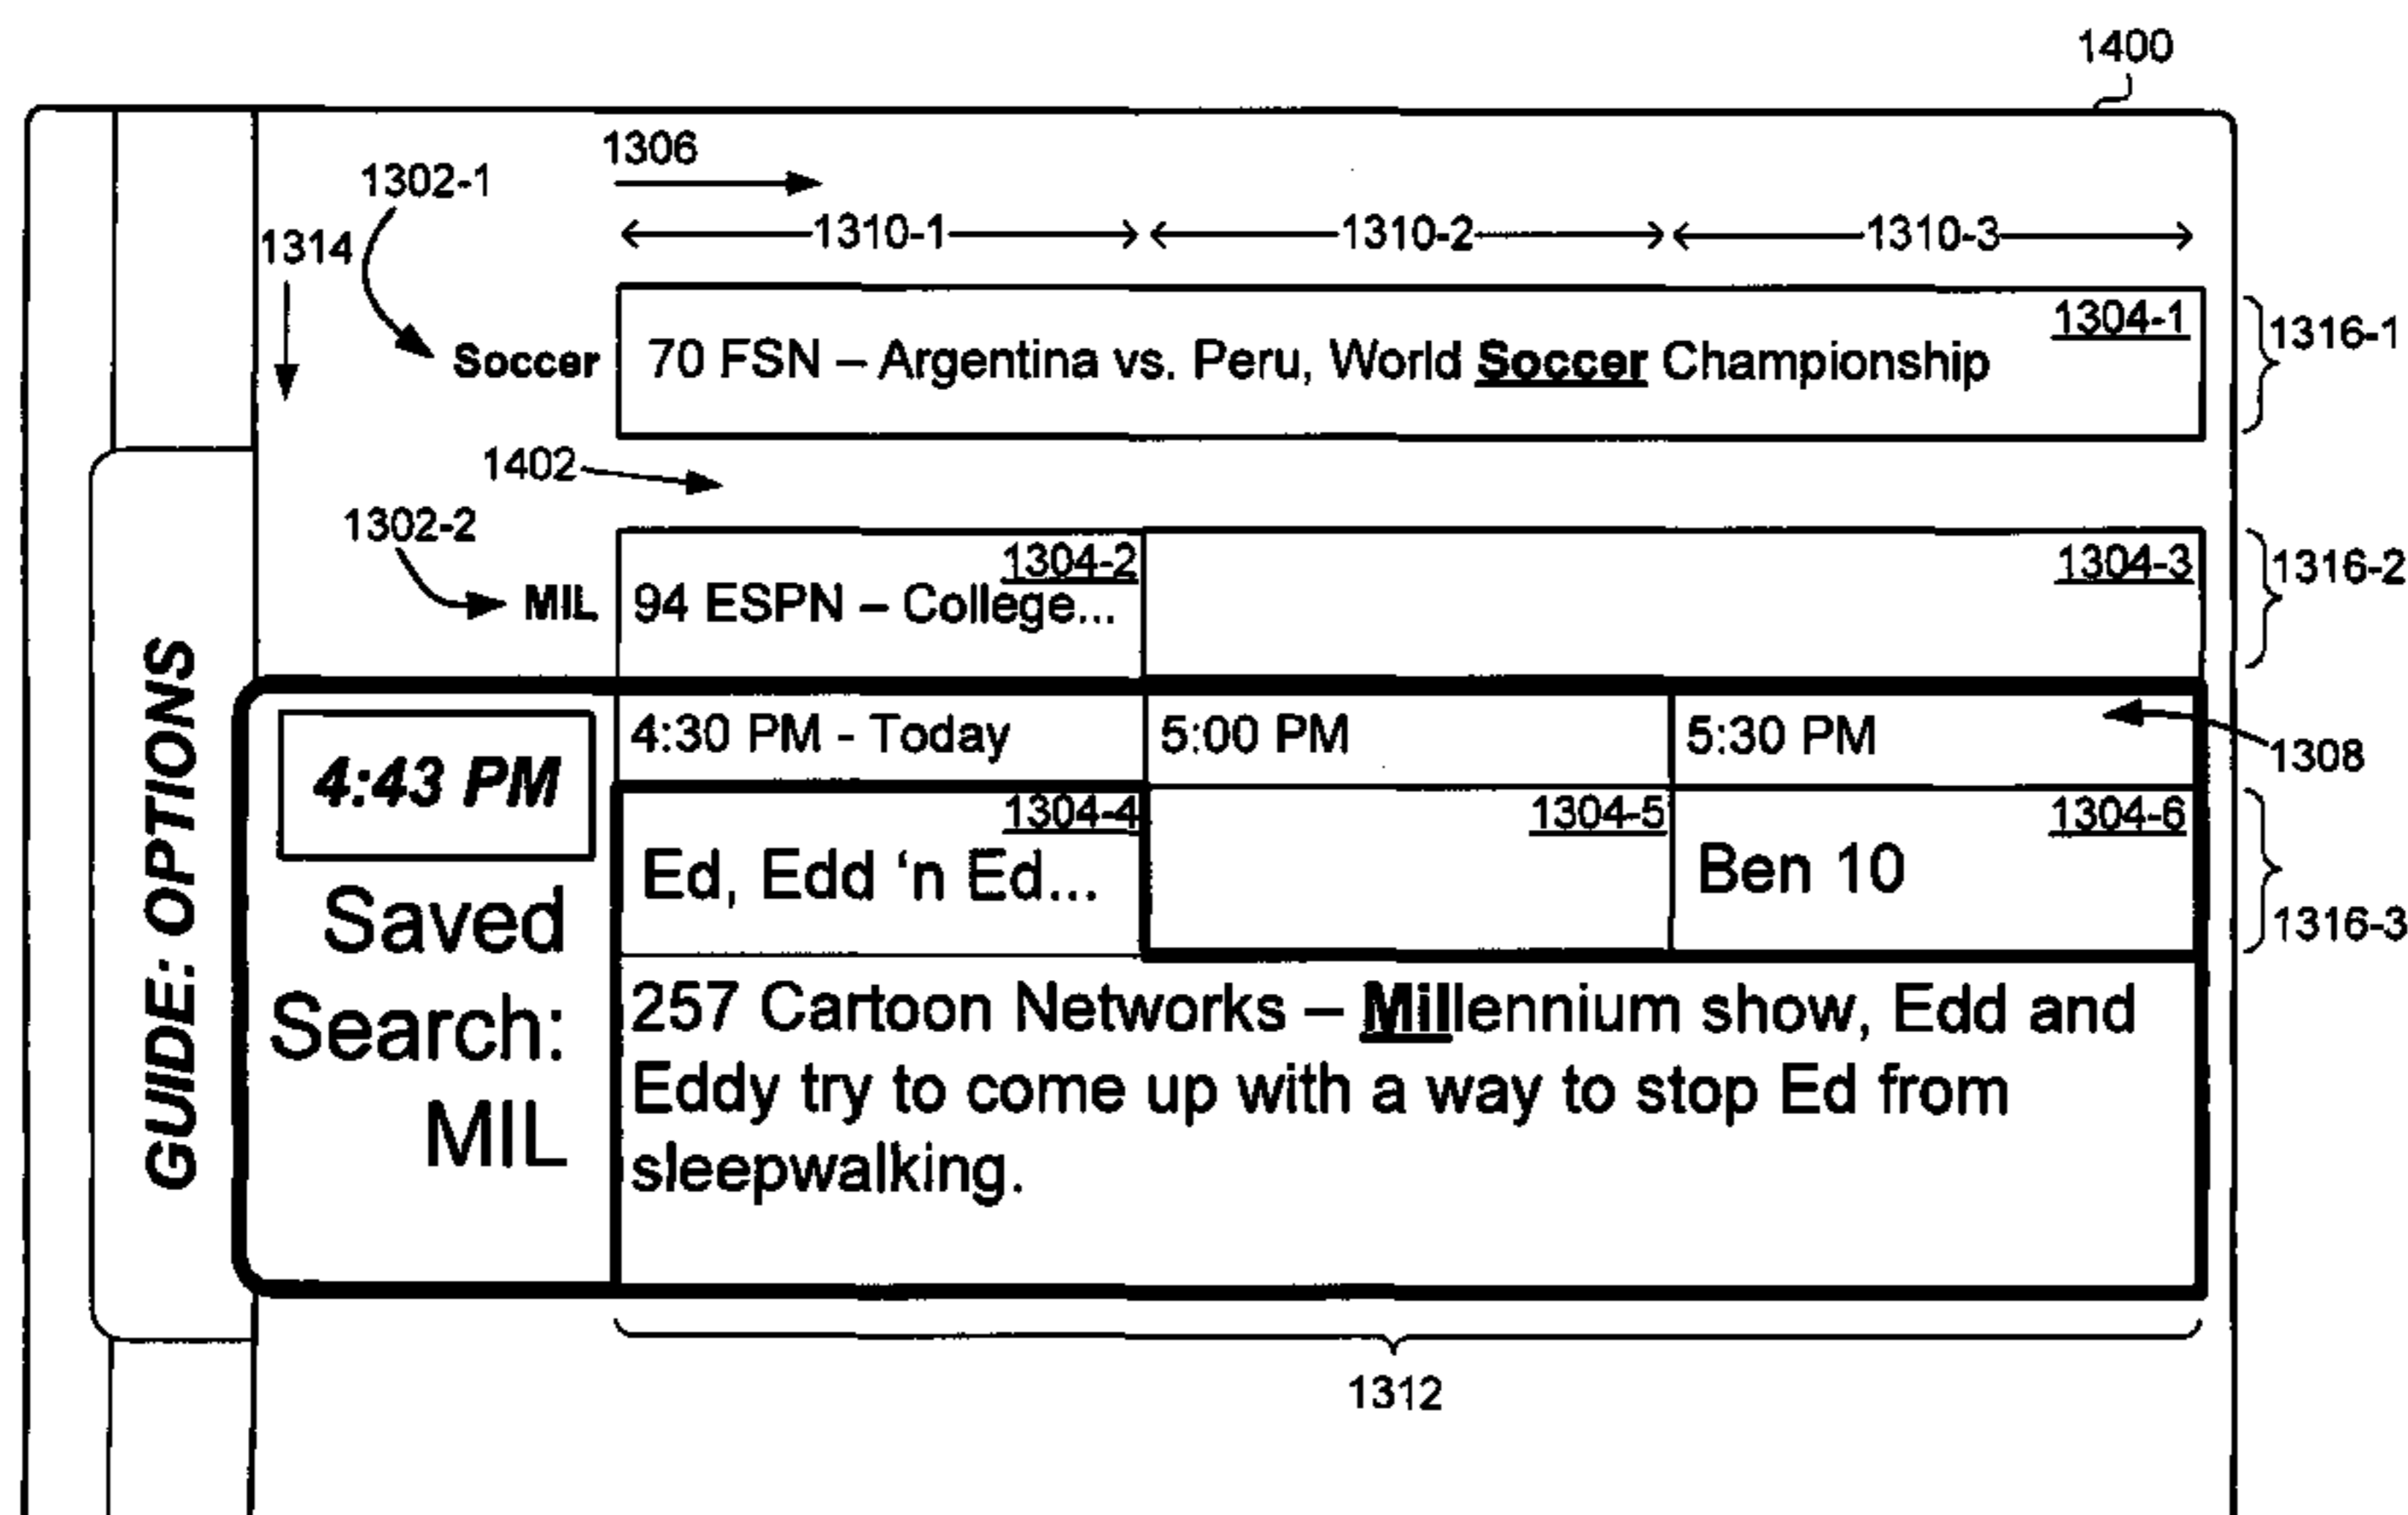 1400
1306
1302-1
1314
1310-1 1310-2 1310-3
1304-1
1316-1
Soccer 70 FSN – Argentina vs. Peru, World Soccer Championship
1402
1302-2
1304-2 1304-3
1316-2
MIL 94 ESPN – College...
GUIDE: OPTIONS
4:30 PM - Today 5:00 PM 5:30 PM
1308
4:43 PM
1304-4 1304-5 1304-6
Ed, Edd ‘n Ed... Ben 10
1316-3
Saved
Search:
MIL
257 Cartoon Networks – Millennium show, Edd and
Eddy try to come up with a way to stop Ed from
sleepwalking.
1312